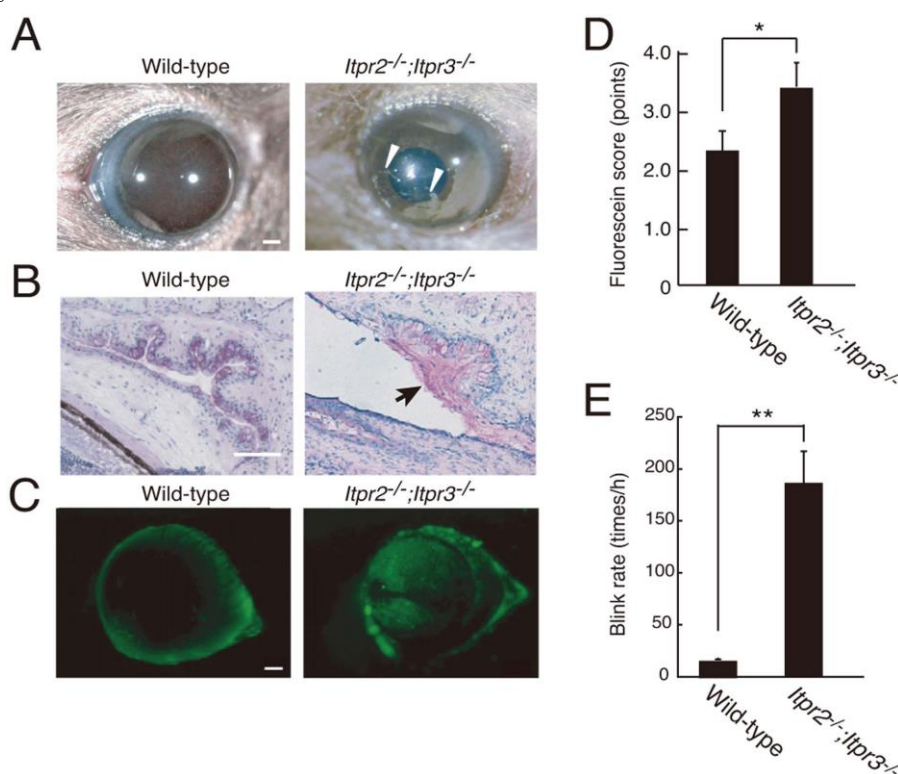 A
Wild-type
Itpr2-/-;Itpr3-/-
B
Wild-type
Itpr2-/-;Itpr3-/-
C
Wild-type
Itpr2-/-;Itpr3-/-
D
*
Fluorescein score (points)
4.0
3.0
2.0
1.0
0
Wild-type
Itpr2-/-;Itpr3-/-
E
**
Blink rate (times/h)
250
200
150
100
50
0
Wild-type
Itpr2-/-;Itpr3-/-